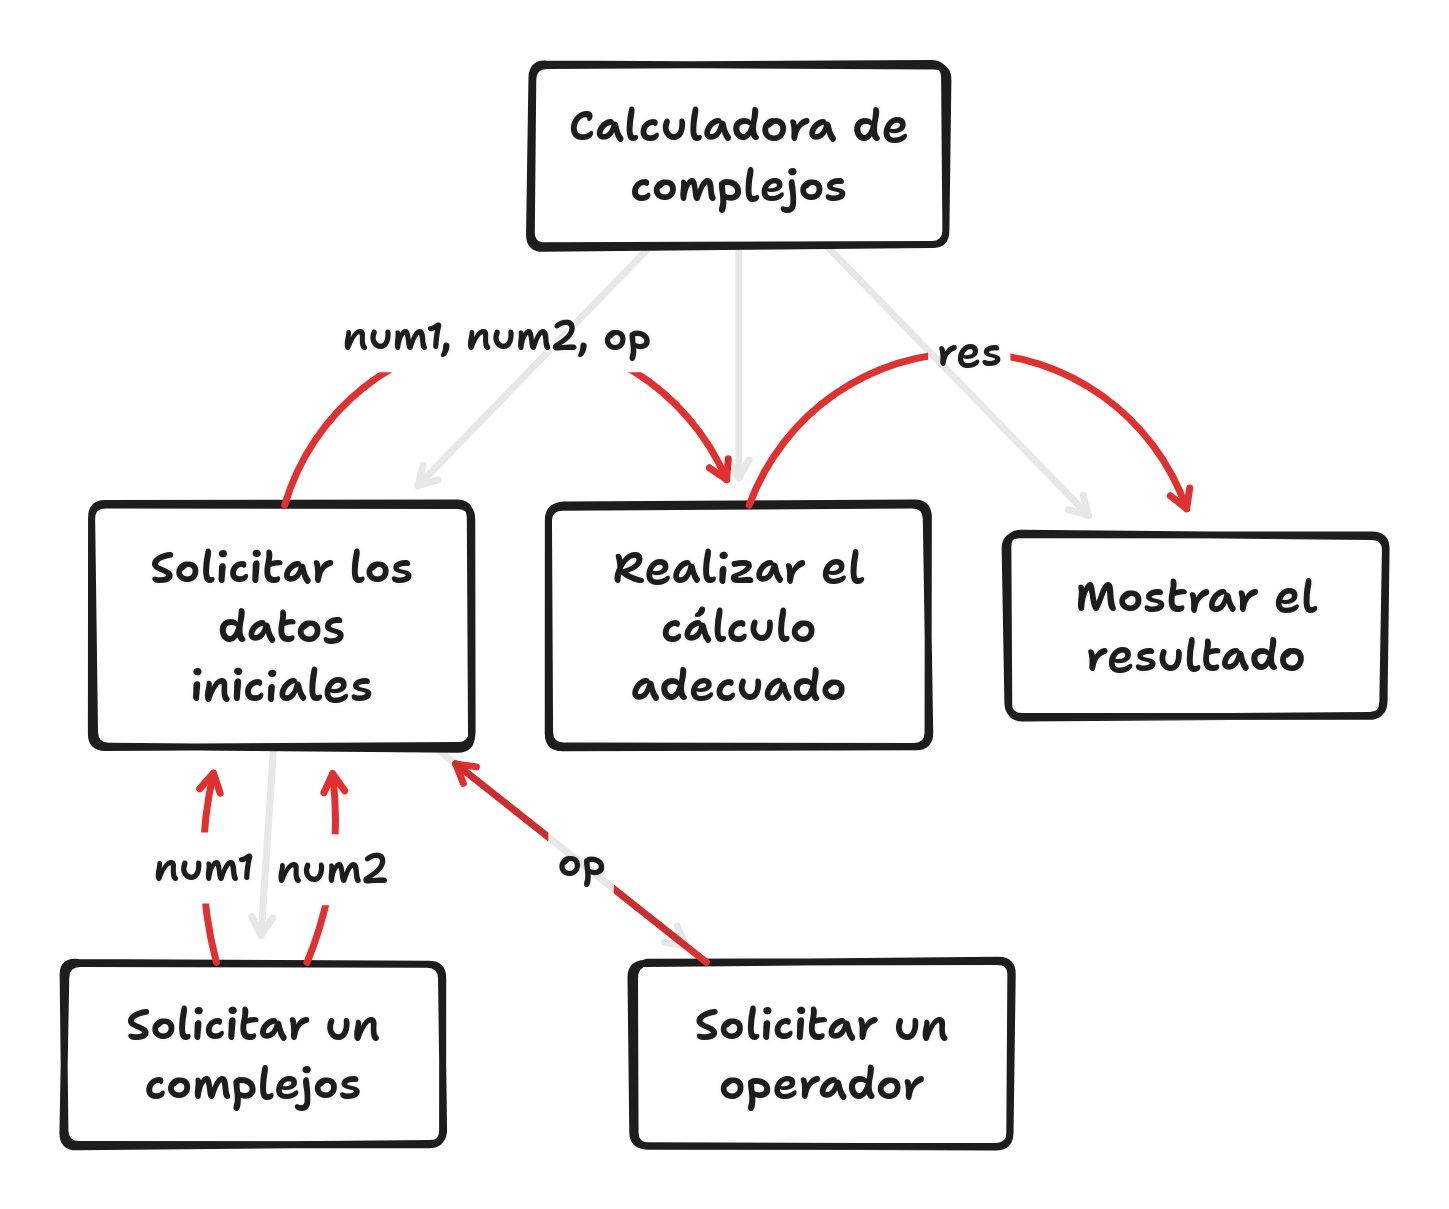 Calculadora de
complejos
num1, num2, op
res
Solicitar los
datos
iniciales
Realizar el
cálculo
adecuado
Mostrar el
resultado
num1
num2
op
Solicitar un
complejos
Solicitar un
operador